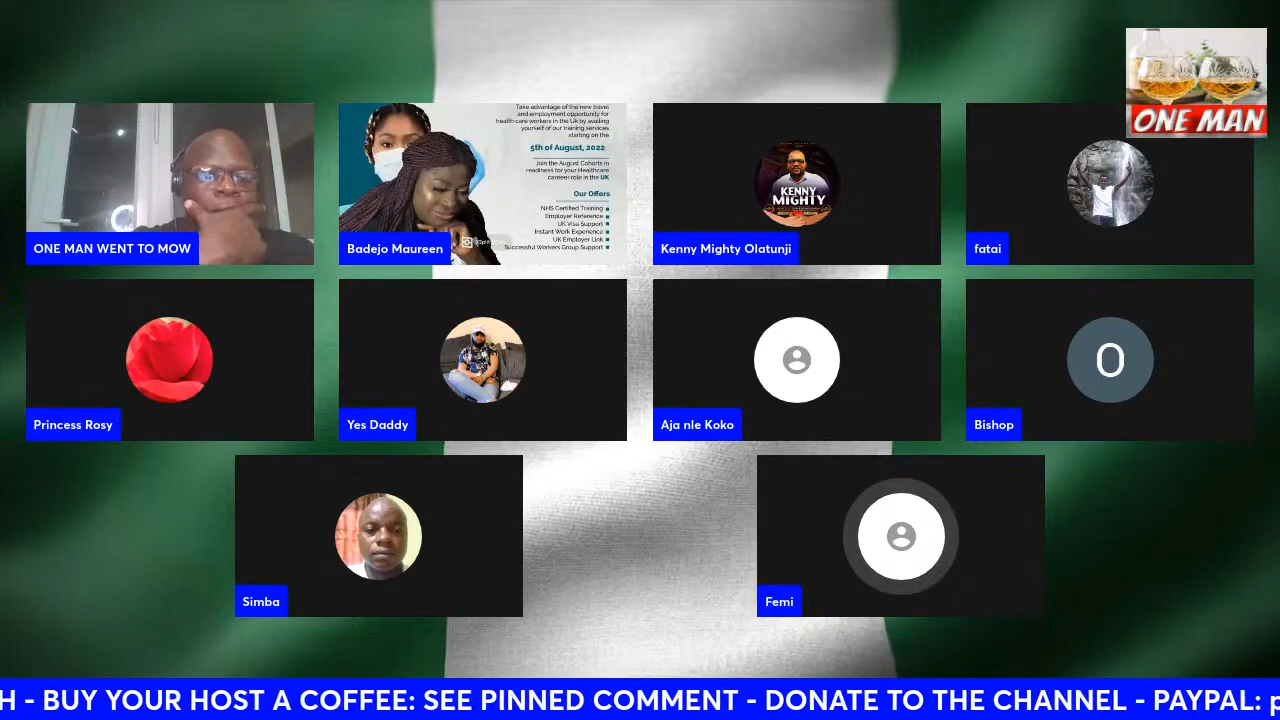 ONE MAN
Take advantage of the new travel
and employment opportunity for
health care workers in the Uk by availing
yourself of our training services
starting on the
5th of August, 2022
Join the August Cohorts in
readiness for your Healthcare
careeer role in the UK
Our Offers
NHS Certified Training
Employer Reference
UK Visa Support
Instant Work Experience
UK Employer Link
Successful Workers Group Support
KENNY
MIGHTY
ONE MAN WENT TO MOW
Badejo Maureen
Kenny Mighty Olatunji
fatai
O
Princess Rosy
Yes Daddy
Aja nle Koko
Bishop
Simba
Femi
H - BUY YOUR HOST A COFFEE: SEE PINNED COMMENT - DONATE TO THE CHANNEL - PAYPAL: p